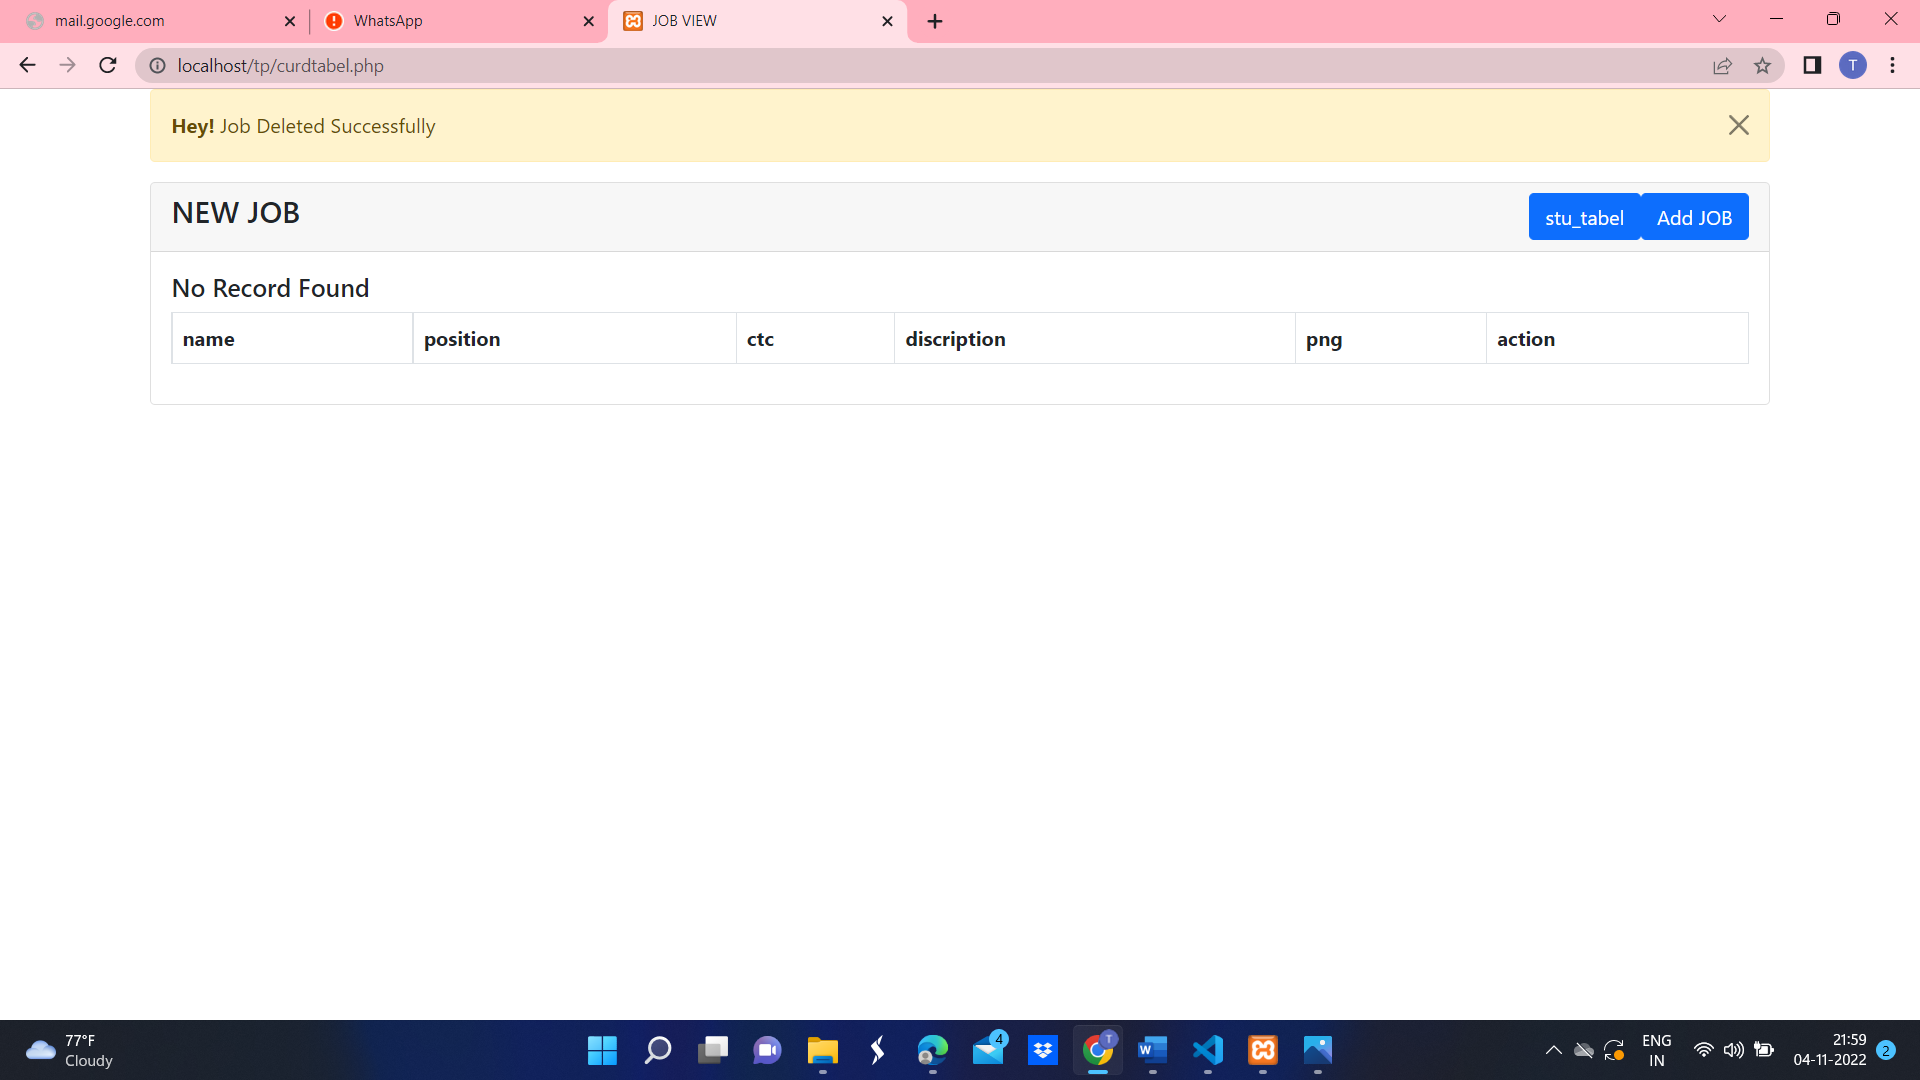 mail.google.com
WhatsApp
JOB VIEW
localhost/tp/curdtabel.php
T
Hey! Job Deleted Successfully
NEW JOB
stu_tabel
Add JOB
No Record Found
name position ctc discription png action
77°F
Cloudy
4
T
W
ENG
IN
21:59
04-11-2022
2